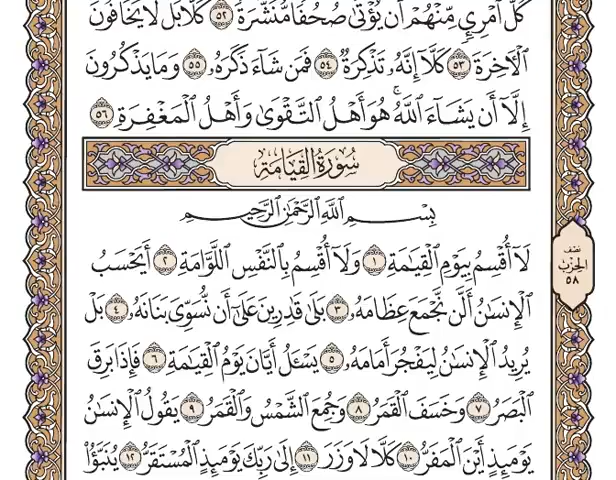 كُلُّ ٱمۡرِيٕٖ مِّنۡهُمۡ أَن يُؤۡتَىٰ صُحُفٗا مُّنَشَّرَةٗ ٥٢ كَلَّاۖ بَل لَّا يَخَافُونَ
ٱلۡأٓخِرَةَ ٥٣ كَلَّآ إِنَّهُۥ تَذۡكِرَةٞ ٥٤ فَمَن شَآءَ ذَكَرَهُۥ ٥٥ وَمَا يَذۡكُرُونَ
إِلَّآ أَن يَشَآءَ ٱللَّهُۚ هُوَ أَهۡلُ ٱلتَّقۡوَىٰ وَأَهۡلُ ٱلۡمَغۡفِرَةِ ٥٦
سُورَةُ الْقِيَامَةِ
بِسۡمِ ٱللَّهِ ٱلرَّحۡمَٰنِ ٱلرَّحِيمِ
لَآ أُقۡسِمُ بِيَوۡمِ ٱلۡقِيَٰمَةِ ١ وَلَآ أُقۡسِمُ بِٱلنَّفۡسِ ٱللَّوَّامَةِ ٢ أَيَحۡسَبُ
ٱلۡإِنسَٰنُ أَلَّن نَّجۡمَعَ عِظَامَهُۥ ٣ بَلَىٰ قَٰدِرِينَ عَلَىٰٓ أَن نُّسَوِّيَ بَنَانَهُۥ ٤ بَلۡ
يُرِيدُ ٱلۡإِنسَٰنُ لِيَفۡجُرَ أَمَامَهُۥ ٥ يَسۡـَٔلُ أَيَّانَ يَوۡمُ ٱلۡقِيَٰمَةِ ٦ فَإِذَا بَرِقَ
ٱلۡبَصَرُ ٧ وَخَسَفَ ٱلۡقَمَرُ ٨ وَجُمِعَ ٱلشَّمۡسُ وَٱلۡقَمَرُ ٩ يَقُولُ ٱلۡإِنسَٰنُ
يَوۡمَئِذٍ أَيۡنَ ٱلۡمَفَرُّ ١٠ كَلَّا لَا وَزَرَ ١١ إِلَىٰ رَبِّكَ يَوۡمَئِذٍ ٱلۡمُسۡتَقَرُّ ١٢ يُنَبَّؤُاْ
نصف
الحزب
٥٨